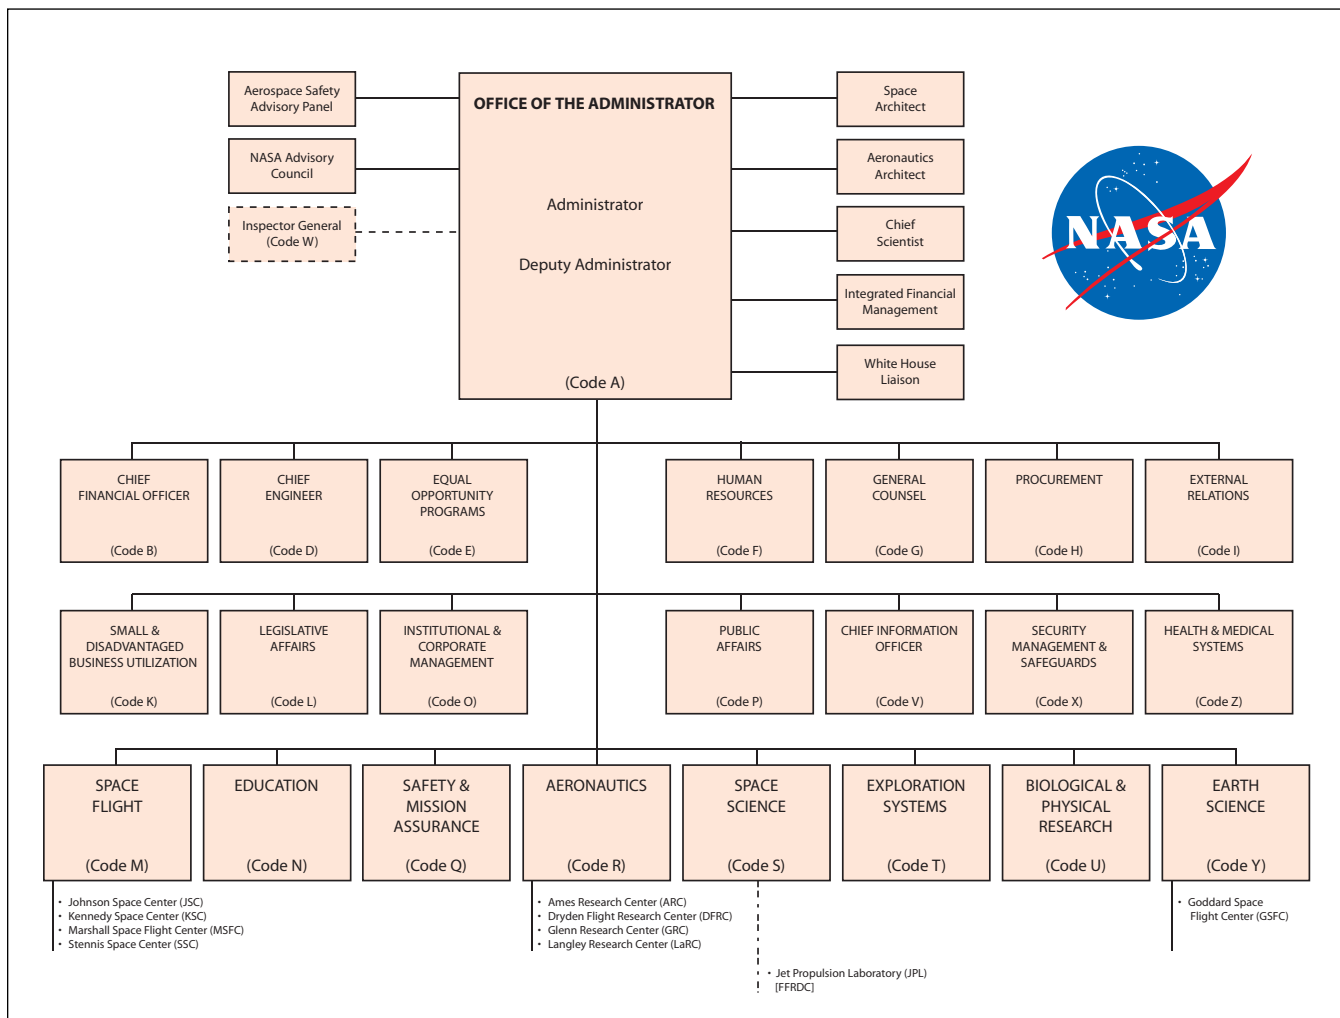 Aerospace Safety
Advisory Panel
NASA Advisory
Council
Inspector General
(Code W)
OFFICE OF THE ADMINISTRATOR
Administrator
Deputy Administrator
(Code A)
Space
Architect
Aeronautics
Architect
Chief
Scientist
Integrated Financial
Management
White House
Liaison
NASA
CHIEF
FINANCIAL OFFICER
(Code B)
CHIEF
ENGINEER
(Code D)
EQUAL
OPPORTUNITY
PROGRAMS
(Code E)
HUMAN
RESOURCES
(Code F)
GENERAL
COUNSEL
(Code G)
PROCUREMENT
(Code H)
EXTERNAL
RELATIONS
(Code I)
SMALL &
DISADVANTAGED
BUSINESS UTILIZATION
(Code K)
LEGISLATIVE
AFFAIRS
(Code L)
INSTITUTIONAL &
CORPORATE
MANAGEMENT
(Code O)
PUBLIC
AFFAIRS
(Code P)
CHIEF INFORMATION
OFFICER
(Code V)
SECURITY
MANAGEMENT &
SAFEGUARDS
(Code X)
HEALTH & MEDICAL
SYSTEMS
(Code Z)
SPACE
FLIGHT
(Code M)
EDUCATION
(Code N)
SAFETY &
MISSION
ASSURANCE
(Code Q)
AERONAUTICS
(Code R)
SPACE
SCIENCE
(Code S)
EXPLORATION
SYSTEMS
(Code T)
BIOLOGICAL &
PHYSICAL
RESEARCH
(Code U)
EARTH
SCIENCE
(Code Y)
• Johnson Space Center (JSC)
• Kennedy Space Center (KSC)
• Marshall Space Flight Center (MSFC)
• Stennis Space Center (SSC)
• Ames Research Center (ARC)
• Dryden Flight Research Center (DFRC)
• Glenn Research Center (GRC)
• Langley Research Center (LaRC)
• Jet Propulsion Laboratory (JPL)
[FFRDC]
• Goddard Space
Flight Center (GSFC)